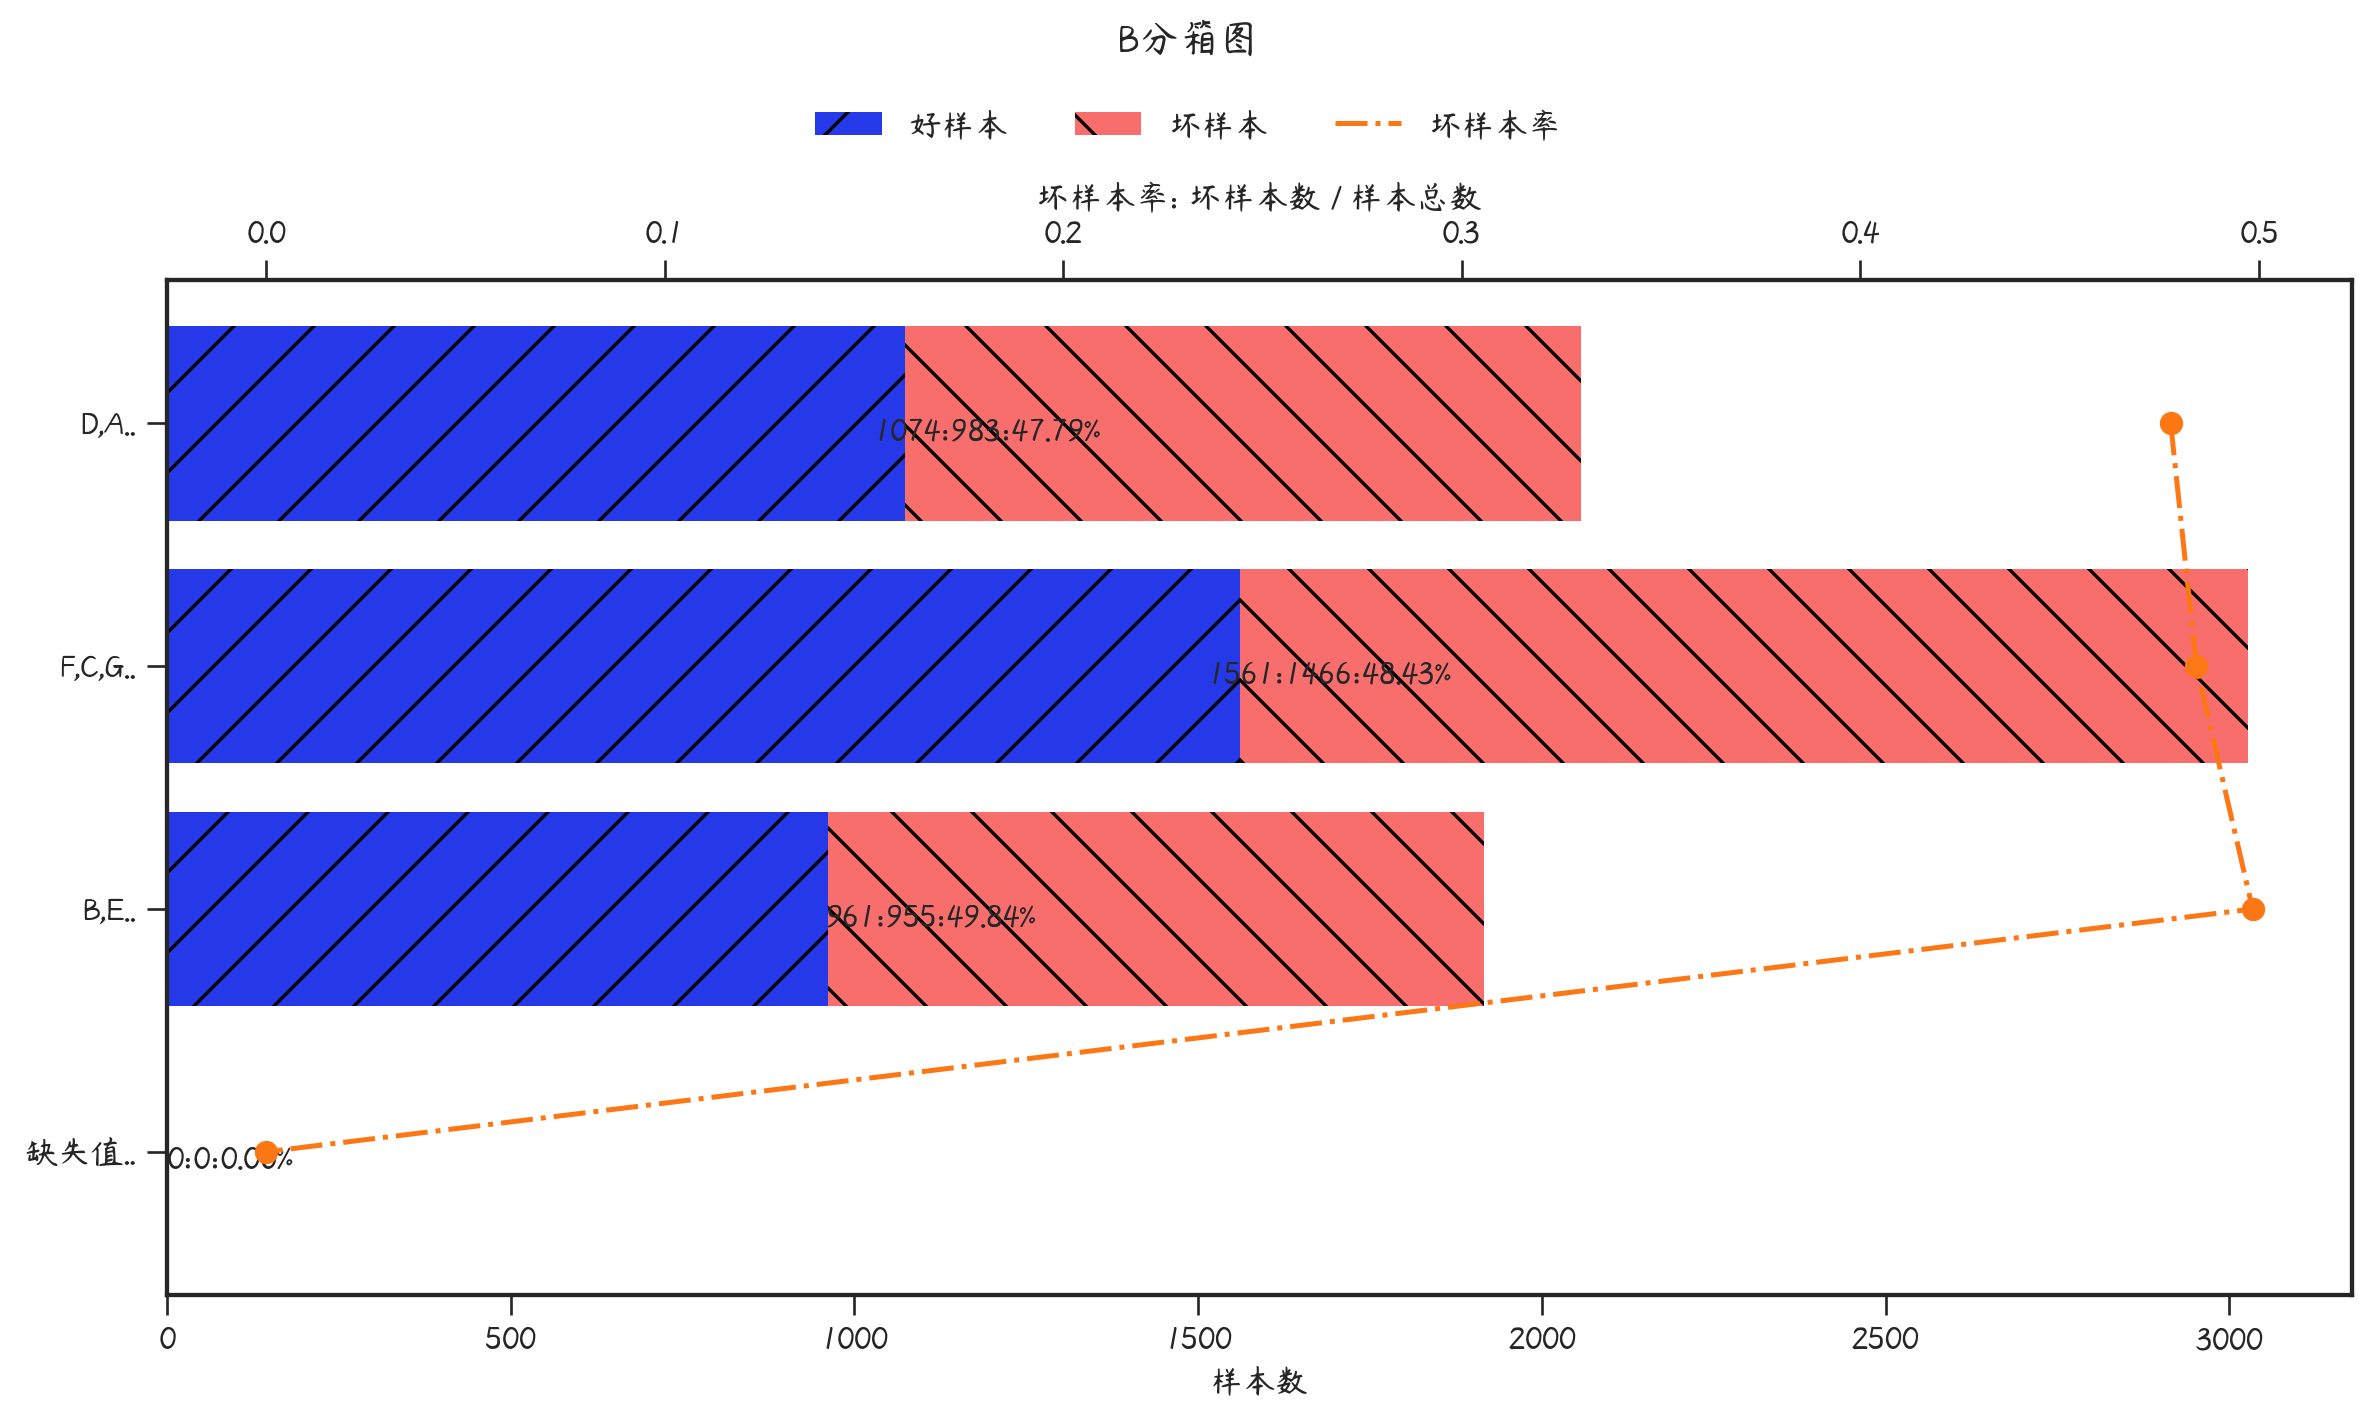 B分箱图
好样本 坏样本 坏样本率
坏样本率: 坏样本数 / 样本总数
0.0 0.1 0.2 0.3 0.4 0.5
D,A..
1074:983:47.79%
F,C,G..
1561:1466:48.43%
B,E..
961:955:49.84%
缺失值..
0:0:0.00%
0 500 1000 1500 2000 2500 3000
样本数